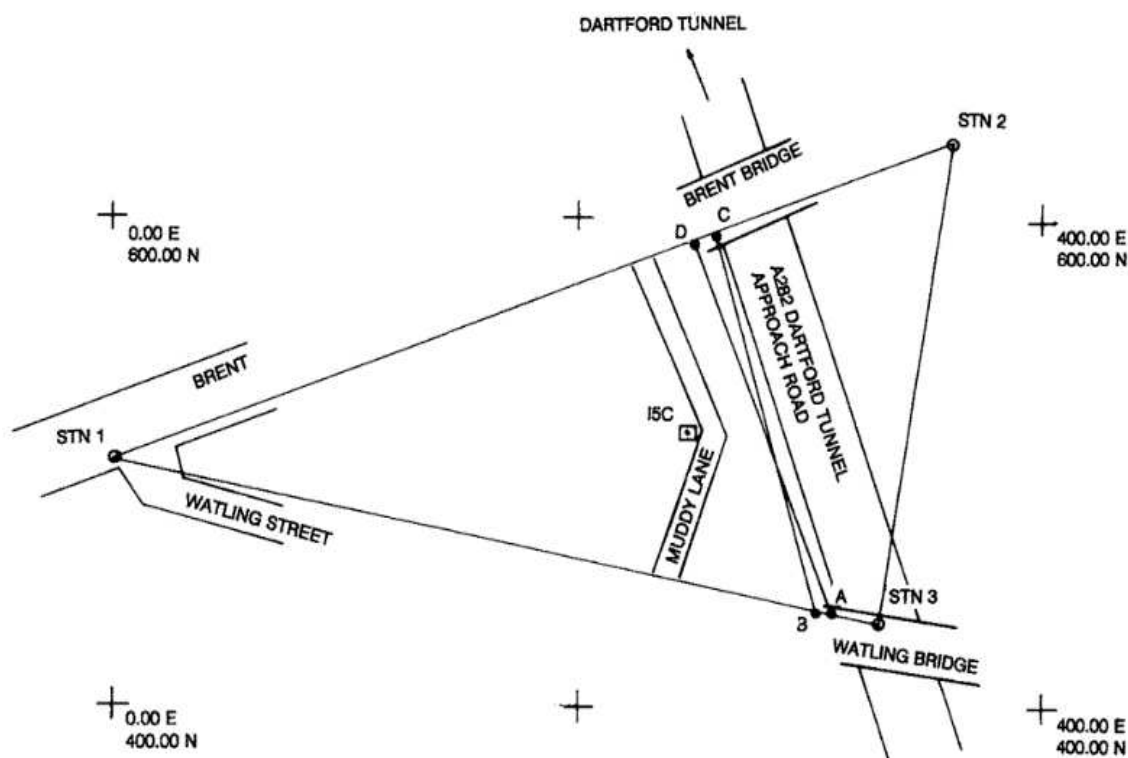 DARTFORD TUNNEL
STN 2
BRENT BRIDGE
0.00 E
600.00 N
D
C
400.00 E
600.00 N
A282 DARTFORD TUNNEL
APPROACH ROAD
BRENT
STN 1
I5C
WATLING STREET
MUDDY LANE
B
A
STN 3
WATLING BRIDGE
0.00 E
400.00 N
400.00 E
400.00 N